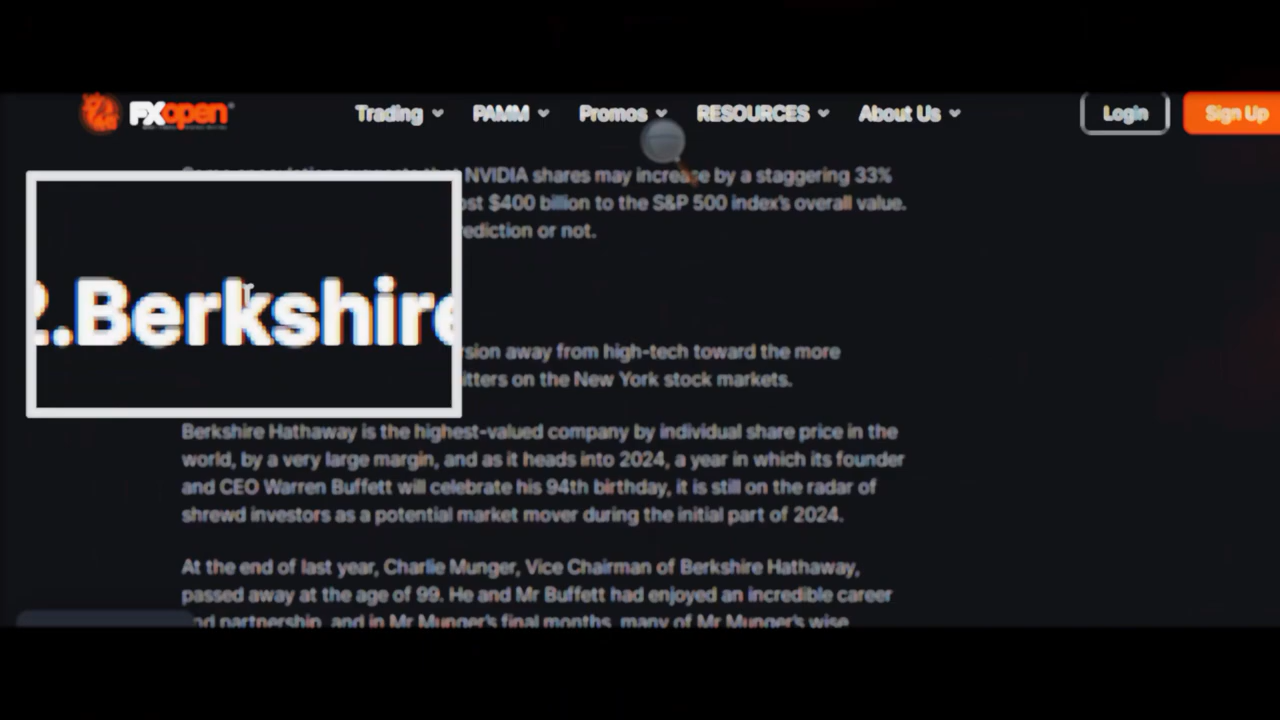 FXopen
Trading PAMM Promos RESOURCES About Us Login Sign Up
NVIDIA shares may increase by a staggering 33%
$400 billion to the S&P 500 index's overall value.
or not.
2.Berkshire
away from high-tech toward the more
on the New York stock markets.
Berkshire Hathaway is the highest-valued company by individual share price in the
world, by a very large margin, and as it heads into 2024, a year in which its founder
and CEO Warren Buffett will celebrate his 94th birthday, it is still on the radar of
shrewd investors as a potential market mover during the initial part of 2024.
At the end of last year, Charlie Munger, Vice Chairman of Berkshire Hathaway,
passed away at the age of 99. He and Mr Buffett had enjoyed an incredible career
and partnership, and in Mr Munger's final months, many of Mr Munger's wise